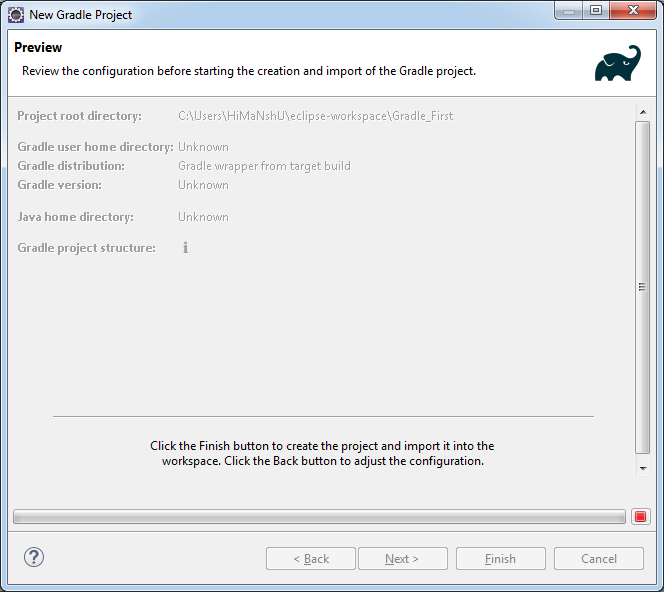 New Gradle Project
Preview
Review the configuration before starting the creation and import of the Gradle project.
Project root directory: C:\Users\HiMaNshU\eclipse-workspace\Gradle_First
Gradle user home directory: Unknown
Gradle distribution: Gradle wrapper from target build
Gradle version: Unknown
Java home directory: Unknown
Gradle project structure:
Click the Finish button to create the project and import it into the
workspace. Click the Back button to adjust the configuration.
< Back Next > Finish Cancel